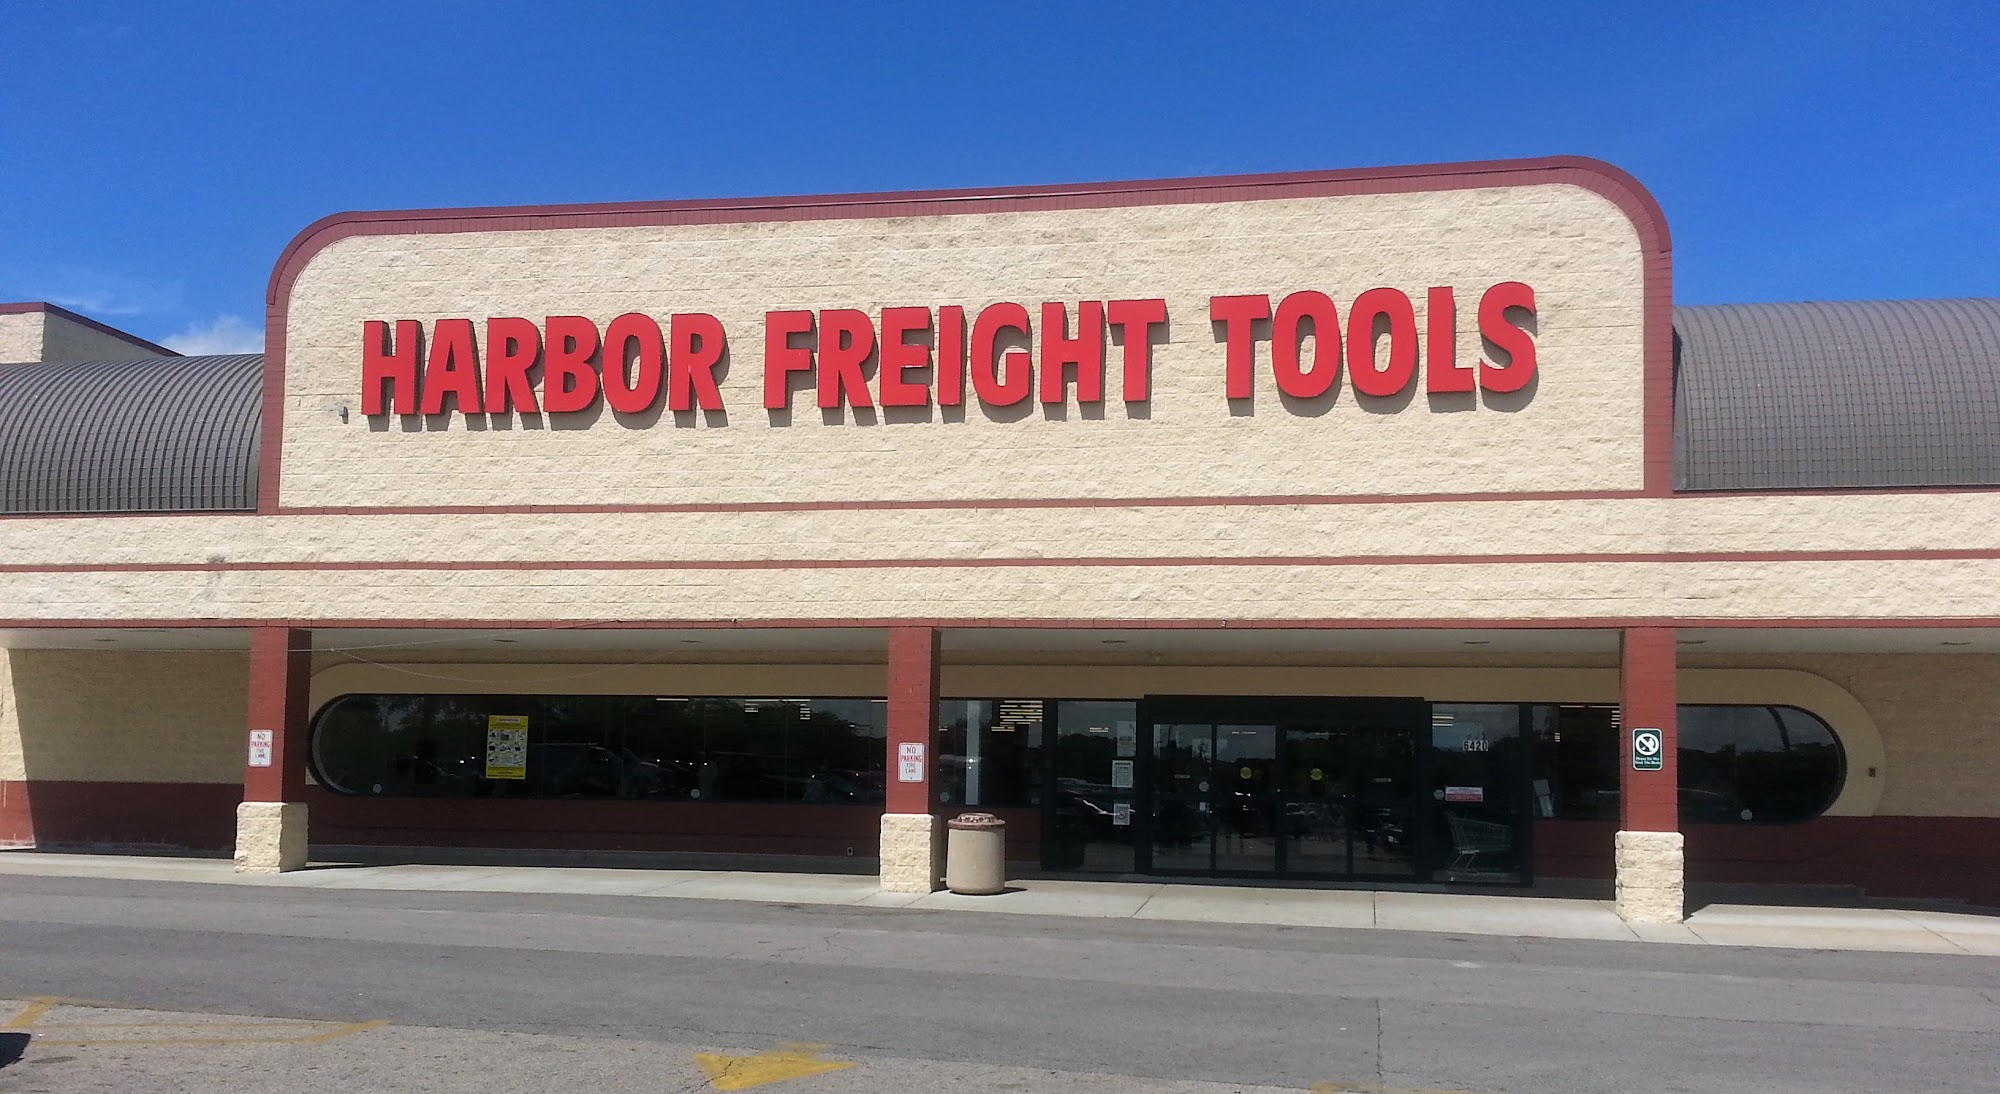 HARBOR FREIGHT TOOLS
NO
PARKING
FIRE
LANE
NO
PARKING
FIRE
LANE
6420